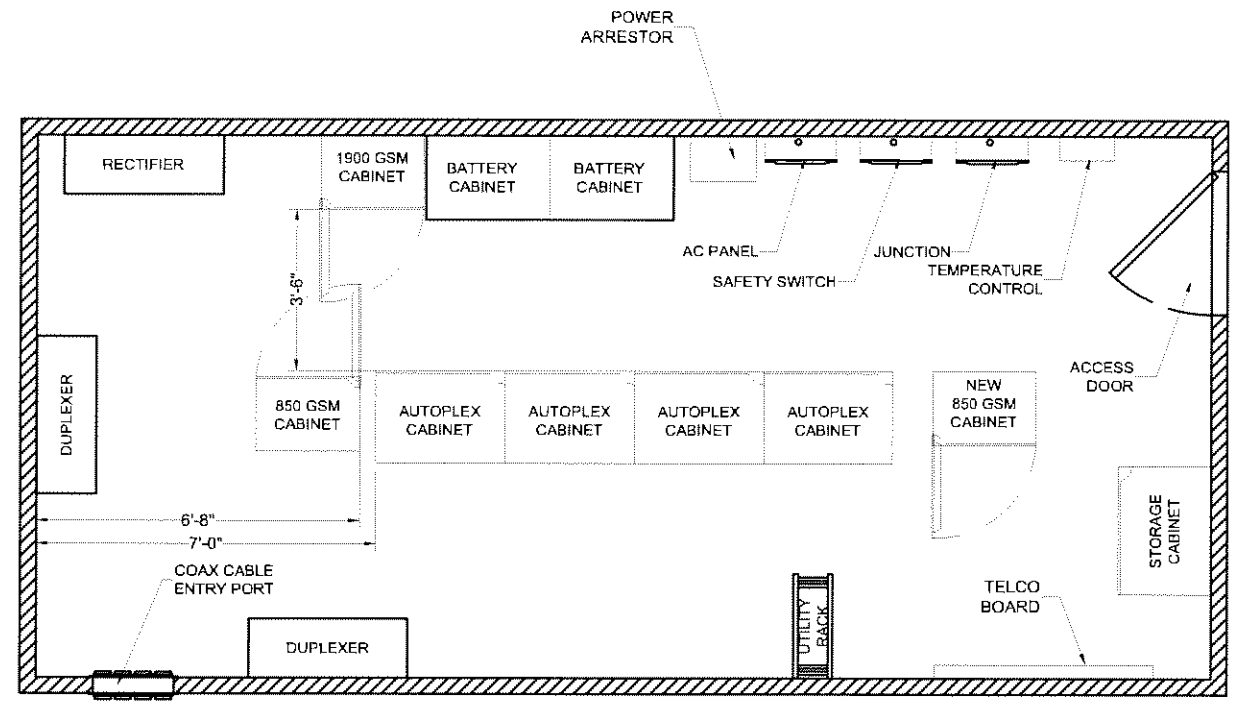 POWER
ARRESTOR
RECTIFIER
1900 GSM
CABINET
BATTERY
CABINET
BATTERY
CABINET
AC PANEL
SAFETY SWITCH
JUNCTION
TEMPERATURE
CONTROL
3'-6"
ACCESS
DOOR
DUPLEXER
850 GSM
CABINET
AUTOPLEX
CABINET
AUTOPLEX
CABINET
AUTOPLEX
CABINET
AUTOPLEX
CABINET
NEW
850 GSM
CABINET
STORAGE
CABINET
6'-8"
7'-0"
COAX CABLE
ENTRY PORT
DUPLEXER
UTILITY
RACK
TELCO
BOARD